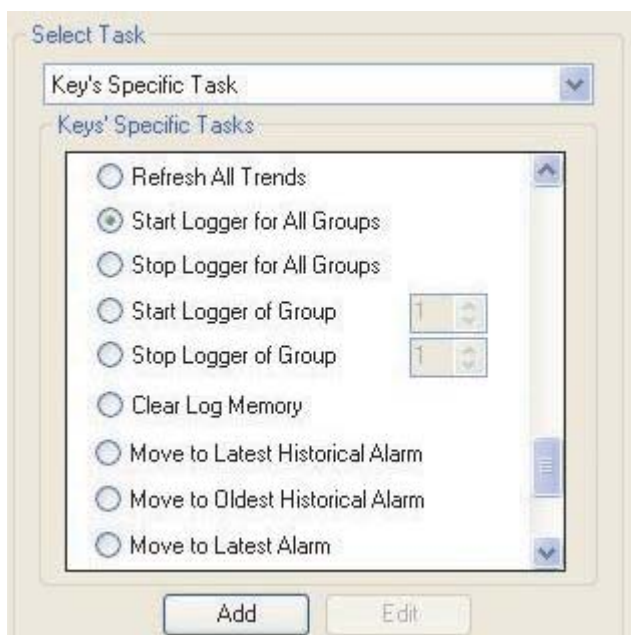 Select Task
Key's Specific Task
Keys' Specific Tasks
Refresh All Trends
Start Logger for All Groups
Stop Logger for All Groups
Start Logger of Group 1
Stop Logger of Group 1
Clear Log Memory
Move to Latest Historical Alarm
Move to Oldest Historical Alarm
Move to Latest Alarm
Add Edit